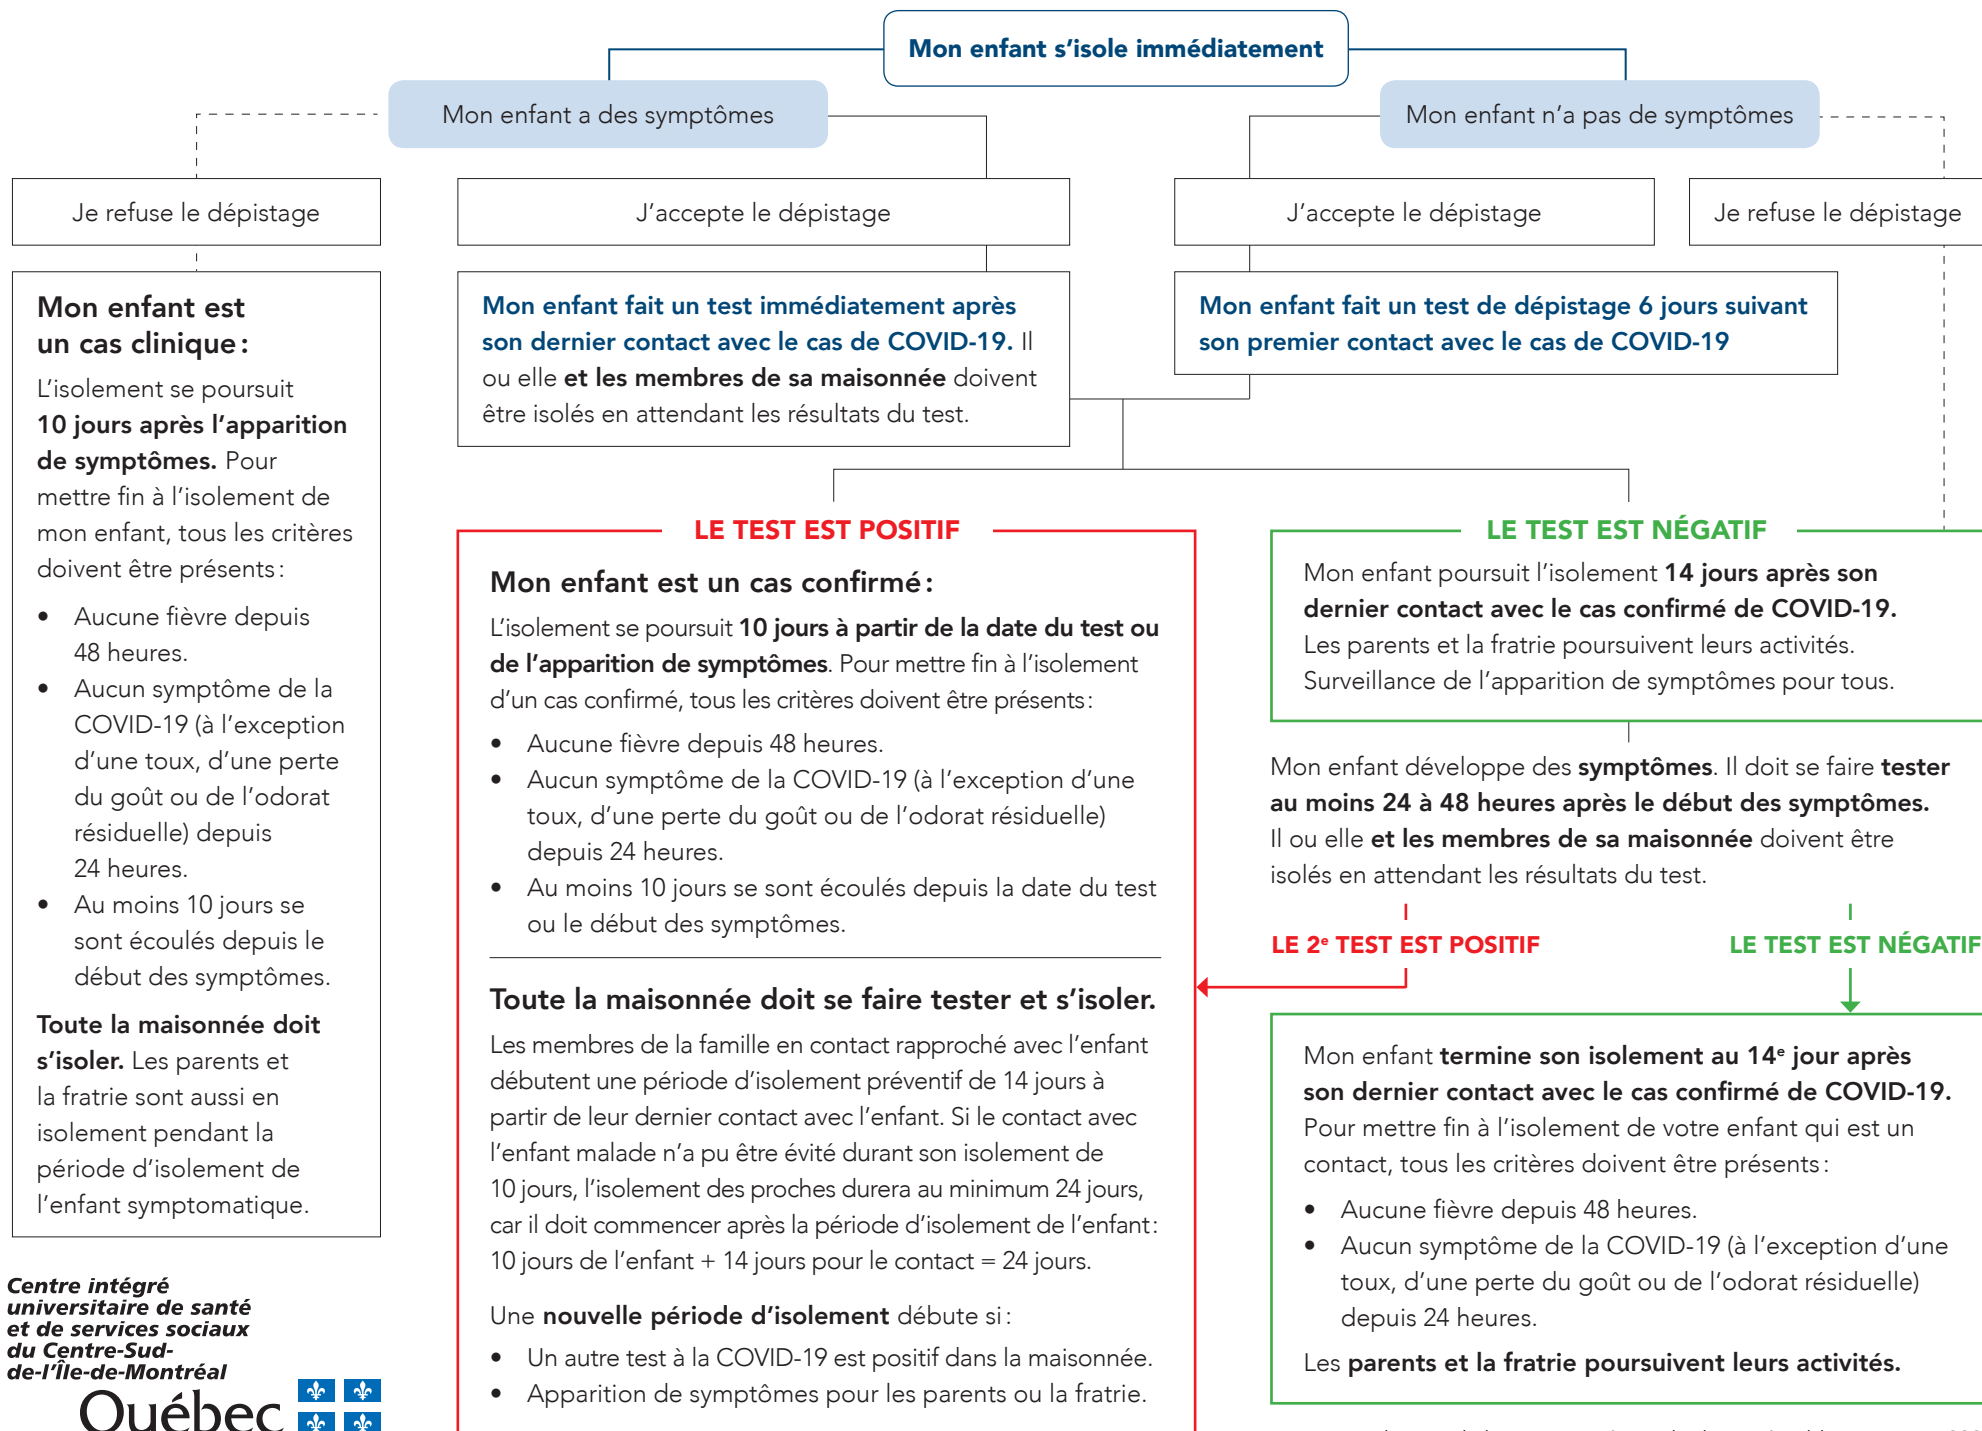 Mon enfant s’isole immédiatement
Mon enfant a des symptômes
Mon enfant n’a pas de symptômes
Je refuse le dépistage
J’accepte le dépistage
J’accepte le dépistage
Je refuse le dépistage
Mon enfant est
un cas clinique :
L’isolement se poursuit
10 jours après l’apparition
de symptômes. Pour
mettre fin à l’isolement de
mon enfant, tous les critères
doivent être présents :
• Aucune fièvre depuis
48 heures.
• Aucun symptôme de la
COVID-19 (à l’exception
d’une toux, d’une perte
du goût ou de l’odorat
résiduelle) depuis
24 heures.
• Au moins 10 jours se
sont écoulés depuis le
début des symptômes.
Toute la maisonnée doit
s’isoler. Les parents et
la fratrie sont aussi en
isolement pendant la
période d’isolement de
l’enfant symptomatique.
Mon enfant fait un test immédiatement après
son dernier contact avec le cas de COVID-19. Il
ou elle et les membres de sa maisonnée doivent
être isolés en attendant les résultats du test.
Mon enfant fait un test de dépistage 6 jours suivant
son premier contact avec le cas de COVID-19
LE TEST EST POSITIF
Mon enfant est un cas confirmé :
L’isolement se poursuit 10 jours à partir de la date du test ou
de l’apparition de symptômes. Pour mettre fin à l’isolement
d’un cas confirmé, tous les critères doivent être présents :
• Aucune fièvre depuis 48 heures.
• Aucun symptôme de la COVID-19 (à l’exception d’une
toux, d’une perte du goût ou de l’odorat résiduelle)
depuis 24 heures.
• Au moins 10 jours se sont écoulés depuis la date du test
ou le début des symptômes.
Toute la maisonnée doit se faire tester et s’isoler.
Les membres de la famille en contact rapproché avec l’enfant
débutent une période d’isolement préventif de 14 jours à
partir de leur dernier contact avec l’enfant. Si le contact avec
l’enfant malade n’a pu être évité durant son isolement de
10 jours, l’isolement des proches durera au minimum 24 jours,
car il doit commencer après la période d’isolement de l’enfant :
10 jours de l’enfant + 14 jours pour le contact = 24 jours.
Une nouvelle période d’isolement débute si :
• Un autre test à la COVID-19 est positif dans la maisonnée.
• Apparition de symptômes pour les parents ou la fratrie.
LE TEST EST NÉGATIF
Mon enfant poursuit l’isolement 14 jours après son
dernier contact avec le cas confirmé de COVID-19.
Les parents et la fratrie poursuivent leurs activités.
Surveillance de l’apparition de symptômes pour tous.
Mon enfant développe des symptômes. Il doit se faire tester
au moins 24 à 48 heures après le début des symptômes.
Il ou elle et les membres de sa maisonnée doivent être
isolés en attendant les résultats du test.
LE 2e TEST EST POSITIF
LE TEST EST NÉGATIF
Mon enfant termine son isolement au 14e jour après
son dernier contact avec le cas confirmé de COVID-19.
Pour mettre fin à l’isolement de votre enfant qui est un
contact, tous les critères doivent être présents :
• Aucune fièvre depuis 48 heures.
• Aucun symptôme de la COVID-19 (à l’exception d’une
toux, d’une perte du goût ou de l’odorat résiduelle)
depuis 24 heures.
Les parents et la fratrie poursuivent leurs activités.
Centre intégré
universitaire de santé
et de services sociaux
du Centre-Sud-
de-l’Île-de-Montréal
Québec